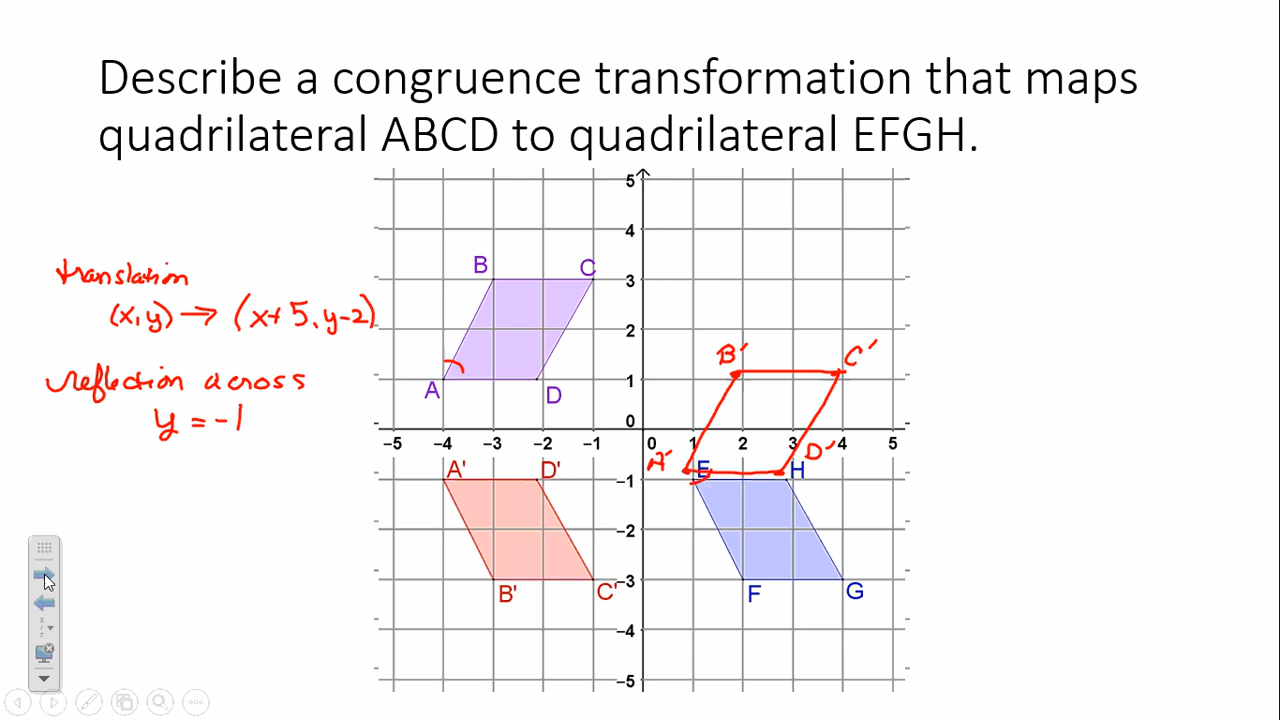 Describe a congruence transformation that maps
quadrilateral ABCD to quadrilateral EFGH.
5
4
B C
3
translation
(x,y) → (x+5,y-2)
2
B' C'
reflection across
1
A D
y = -1
0
-5 -4 -3 -2 -1 0 1 2 3 4 5
A' D'
A' D' E H
-1
-2
-3
B' C' F G
-4
-5
3
/
7